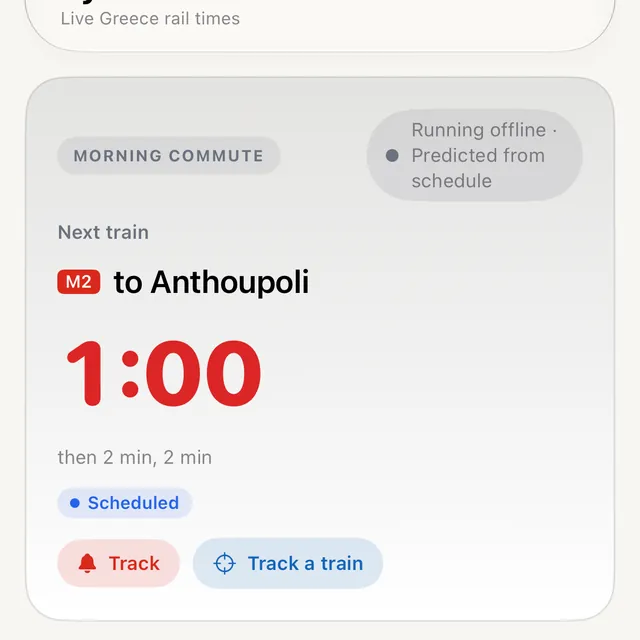 Live Greece rail times
MORNING COMMUTE
Running offline ·
Predicted from
schedule
Next train
M2 to Anthoupoli
1:00
then 2 min, 2 min
Scheduled
Track
Track a train